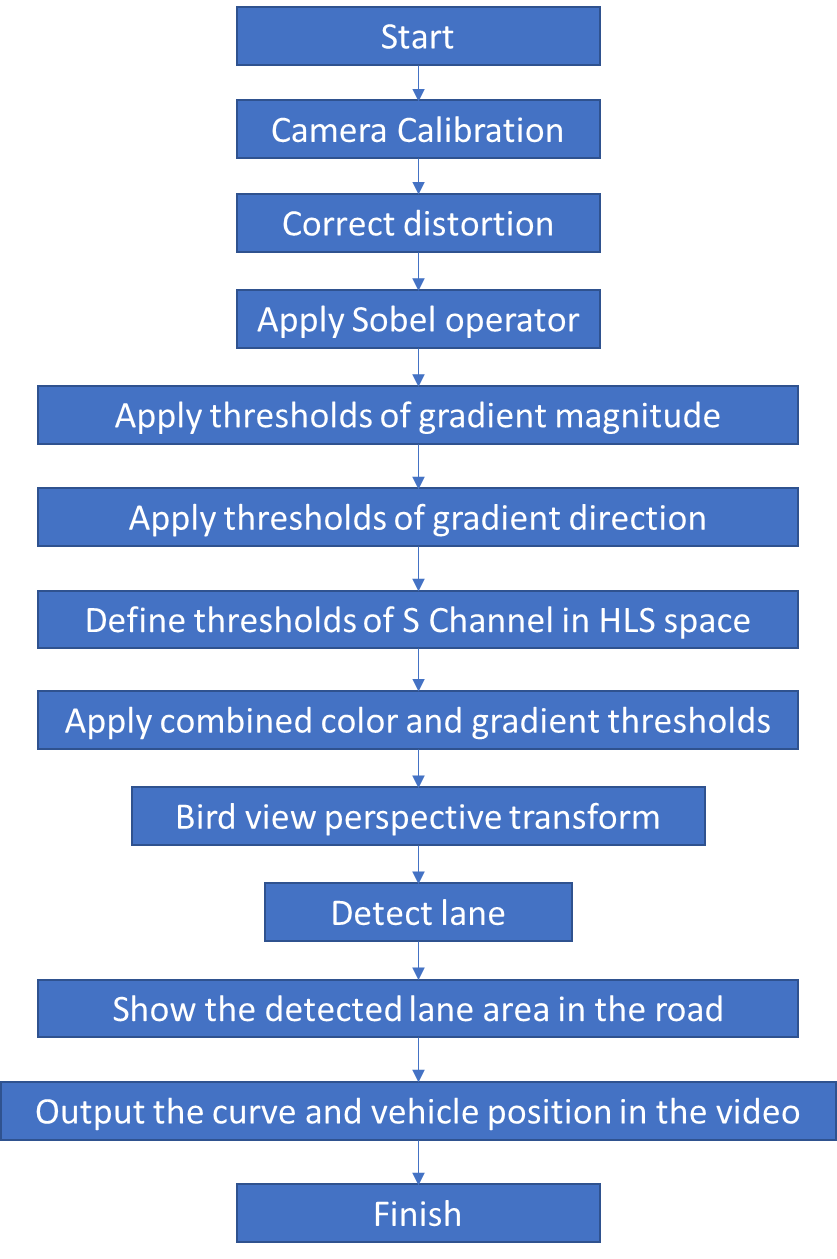 Start
Camera Calibration
Correct distortion
Apply Sobel operator
Apply thresholds of gradient magnitude
Apply thresholds of gradient direction
Define thresholds of S Channel in HLS space
Apply combined color and gradient thresholds
Bird view perspective transform
Detect lane
Show the detected lane area in the road
Output the curve and vehicle position in the video
Finish